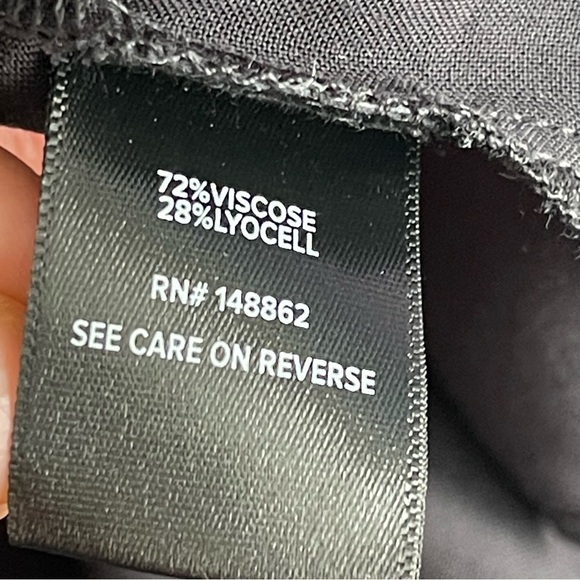 72%VISCOSE
28%LYOCELL
RN# 148862
SEE CARE ON REVERSE